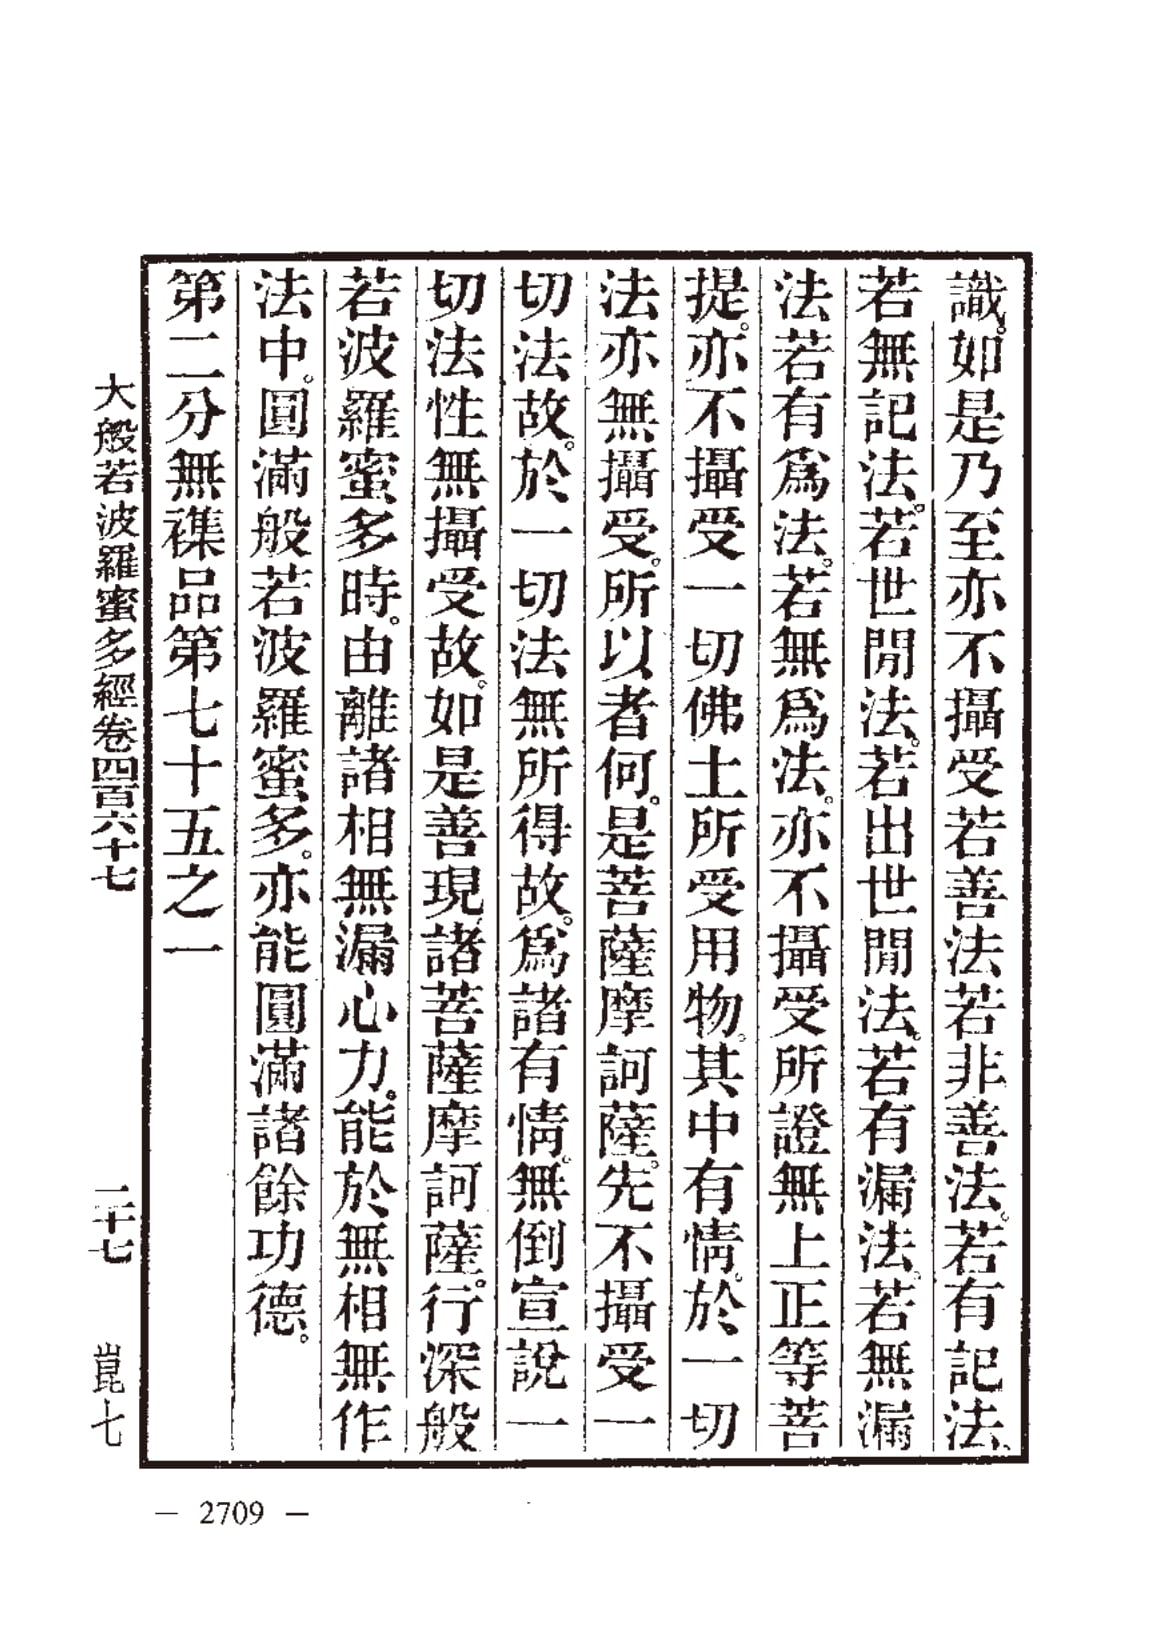 識。如是乃至亦不攝受若善法若非善法。若有記法、
若無記法。若世閒法。若出世閒法。若有漏法。若無漏
法若有爲法。若無爲法。亦不攝受所證無上正等菩
提。亦不攝受一切佛土所受用物。其中有情。於一切
法亦無攝受。所以者何。是菩薩摩訶薩。先不攝受一
切法故。於一切法無所得故。爲諸有情。無倒宣說一
切法性無攝受故。如是善現諸菩薩摩訶薩。行深般
若波羅蜜多時。由離諸相無漏心力。能於無相無作
法中。圓滿般若波羅蜜多。亦能圓滿諸餘功德。
第二分無襍品第七十五之一
大般若波羅蜜多經卷四百六十七 二十七 崑七
— 2709 —